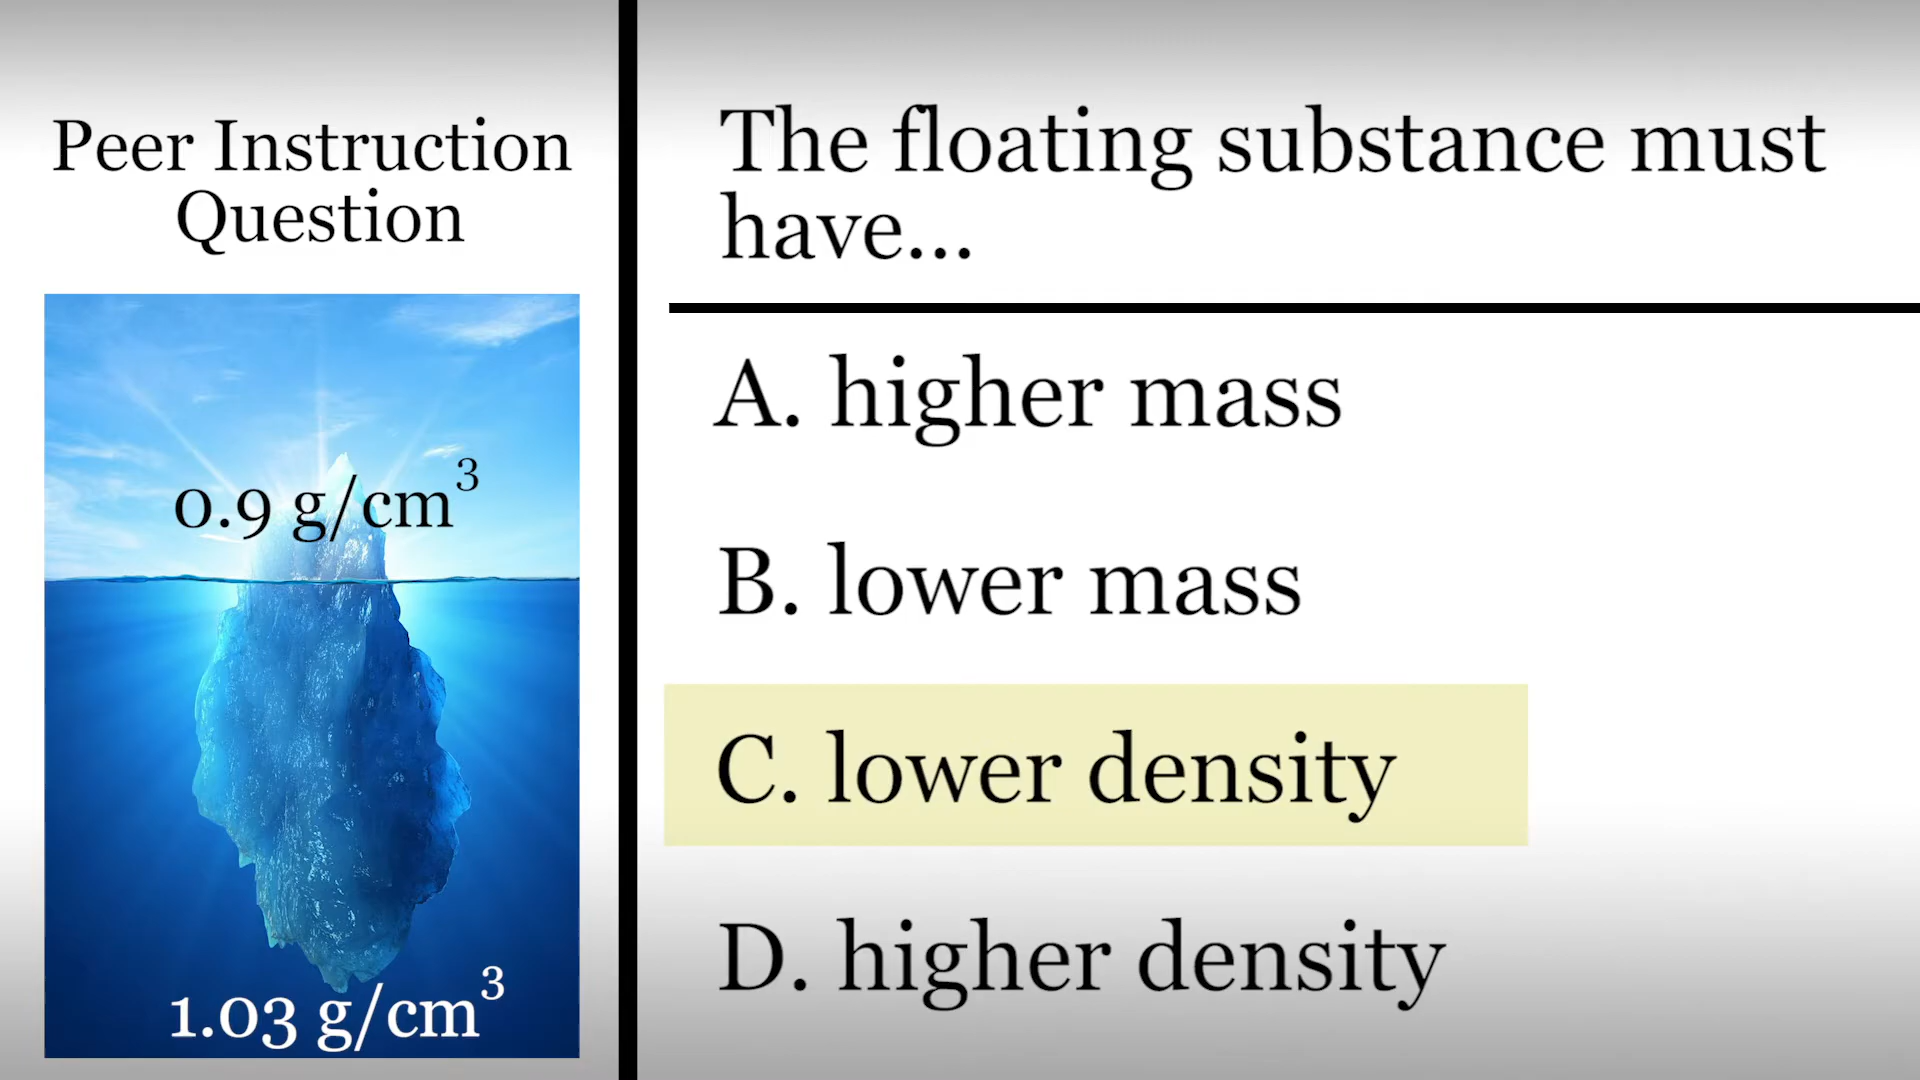 Peer Instruction
Question
0.9 g/cm³
1.03 g/cm³
The floating substance must
have...
A. higher mass
B. lower mass
C. lower density
D. higher density